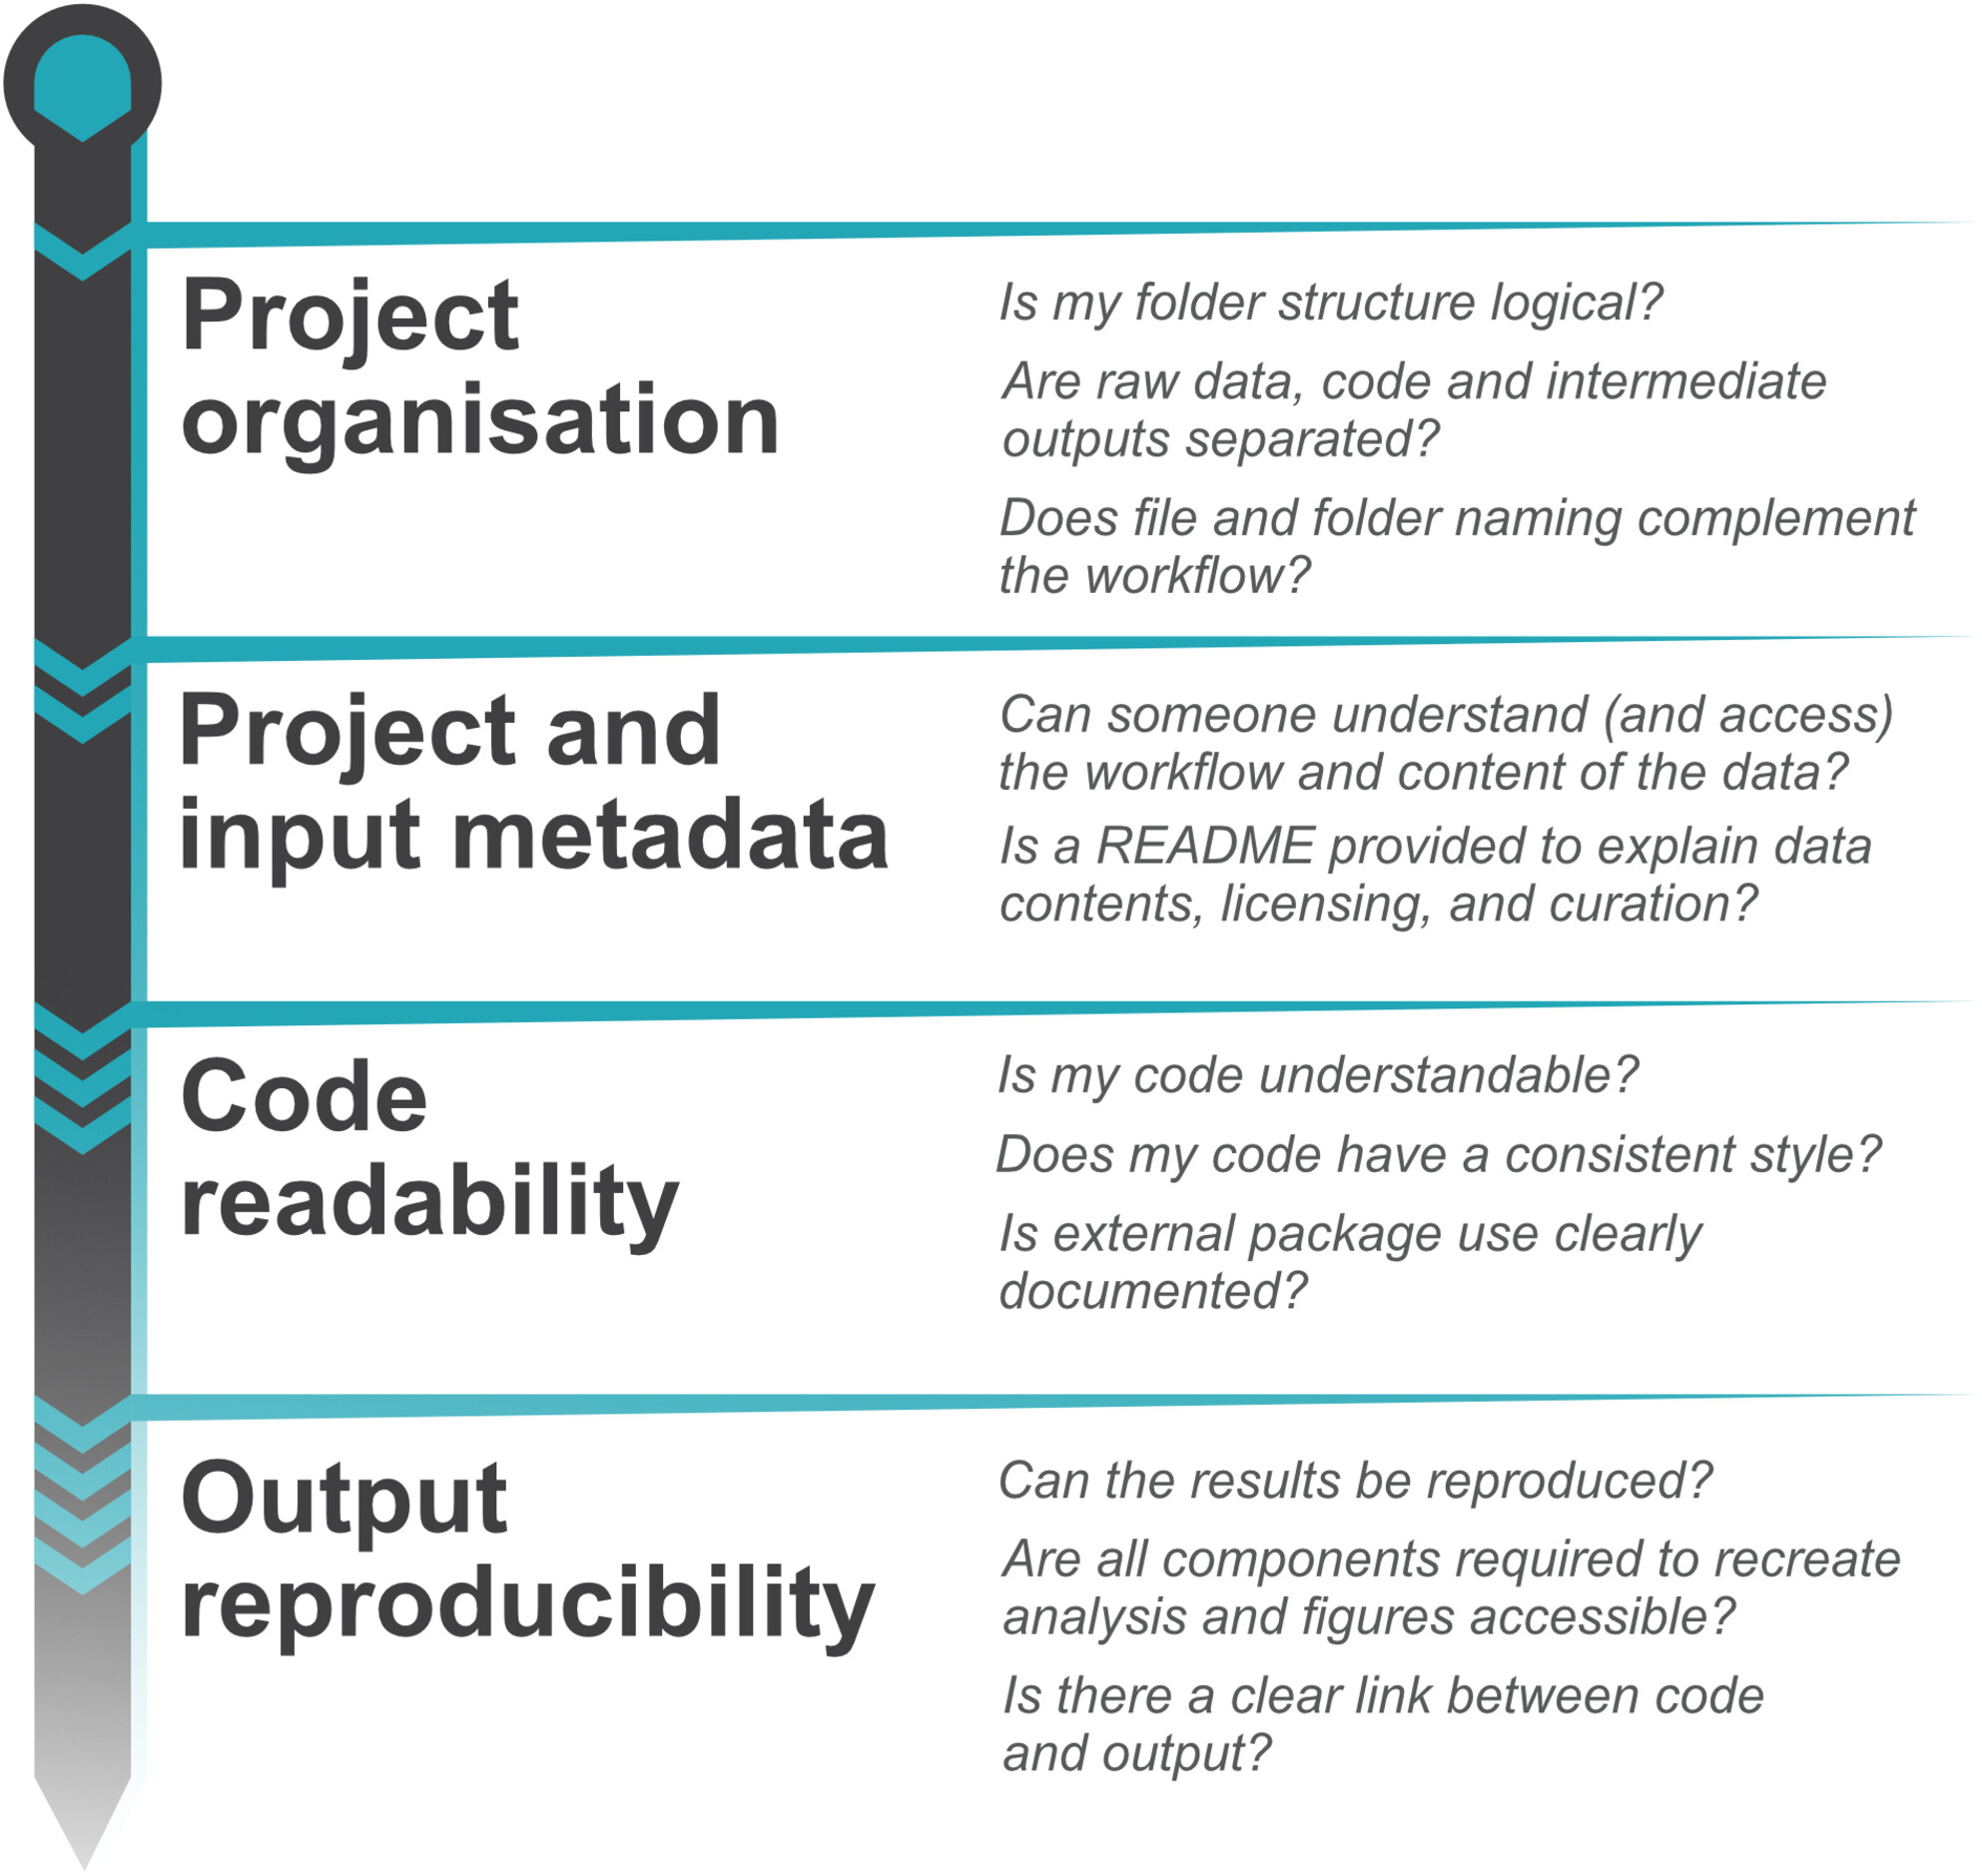 Project
organisation
Is my folder structure logical?
Are raw data, code and intermediate
outputs separated?
Does file and folder naming complement
the workflow?
Project and
input metadata
Can someone understand (and access)
the workflow and content of the data?
Is a README provided to explain data
contents, licensing, and curation?
Code
readability
Is my code understandable?
Does my code have a consistent style?
Is external package use clearly
documented?
Output
reproducibility
Can the results be reproduced?
Are all components required to recreate
analysis and figures accessible?
Is there a clear link between code
and output?